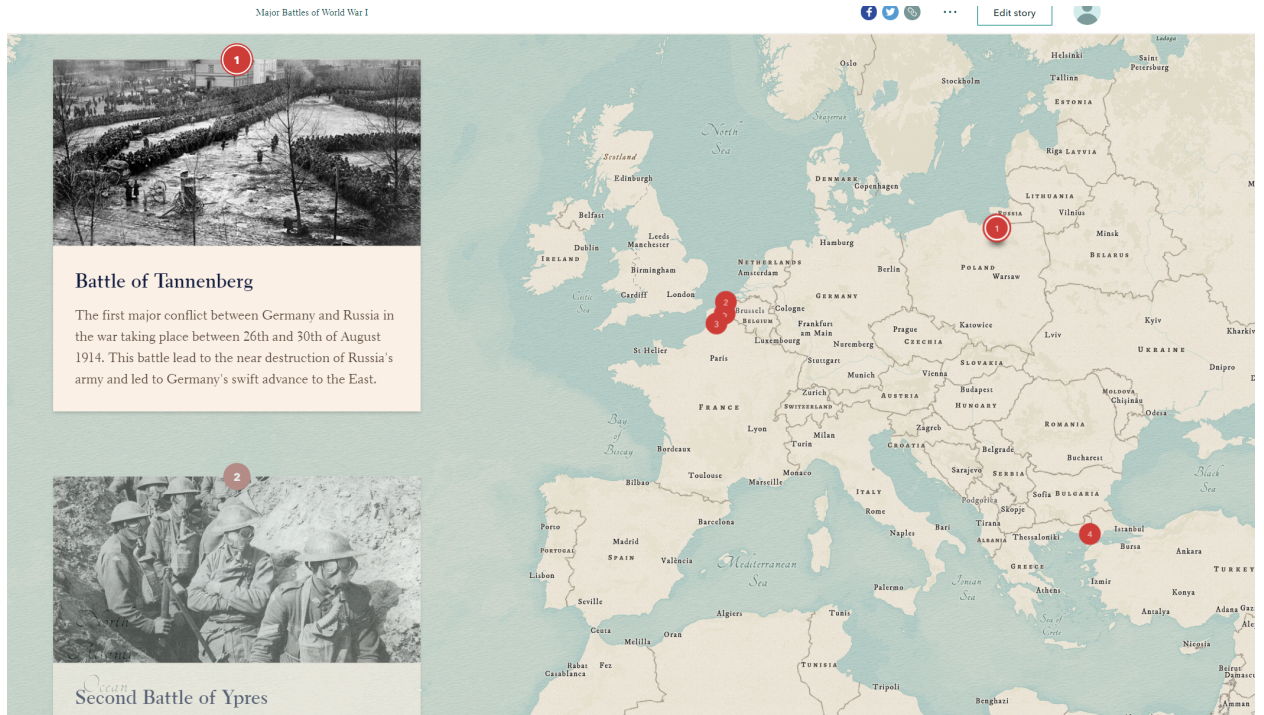 Major Battles of World War I
Edit story
1
Battle of Tannenberg
The first major conflict between Germany and Russia in
the war taking place between 26th and 30th of August
1914. This battle lead to the near destruction of Russia's
army and led to Germany's swift advance to the East.
2
Second Battle of Ypres
North
Ocean
Oslo
Helsinki
Ladoga
Saint
Petersburg
Stockholm
Tallinn
ESTONIA
Skagerrak
North
Sea
Riga LATVIA
Scotland
Edinburgh
DENMARK
Copenhagen
LITHUANIA
Vilnius
RUSSIA
1
Belfast
Minsk
Leeds
Manchester
Hamburg
Dublin
IRELAND
BELARUS
NETHERLANDS
Amsterdam
Birmingham
Berlin
POLAND
Warsaw
Celtic
Sea
Cardiff
London
2
GERMANY
Brussels
Cologne
BELGIUM
3
Frankfurt
am Main
Prague
Katowice
Kyiv
Kharkiv
Lviv
Luxembourg
Nuremberg
CZECHIA
UKRAINE
St Helier
Paris
Stuttgart
SLOVAKIA
Dnipro
Munich
Vienna
Zurich
AUSTRIA
Budapest
MOLDOVA
Chișinău
FRANCE
SWITZERLAND
HUNGARY
Odesa
Bay
of
Biscay
Lyon
Milan
Zagreb
ROMANIA
Turin
CROATIA
Bordeaux
Belgrade
Bucharest
Toulouse
Monaco
Sarajevo
SERBIA
Black
Sea
Bilbao
Marseille
ITALY
Sofia BULGARIA
Podgorica
Rome
Skopje
Porto
Barcelona
Bari
Tirana
Istanbul
Naples
4
Madrid
ALBANIA
Thessaloniki
Bursa
PORTUGAL
SPAIN
València
Mediterranean
Sea
Ankara
GREECE
TURKEY
Lisbon
Palermo
Ionian
Sea
Izmir
Athens
Konya
Seville
Algiers
Tunis
Antalya
Adana
Sea of
Crete
Ceuta
Oran
Melilla
Nicosia
Rabat
Fez
Casablanca
TUNISIA
Beirut
Damascu
Tripoli
Benghazi
Amman